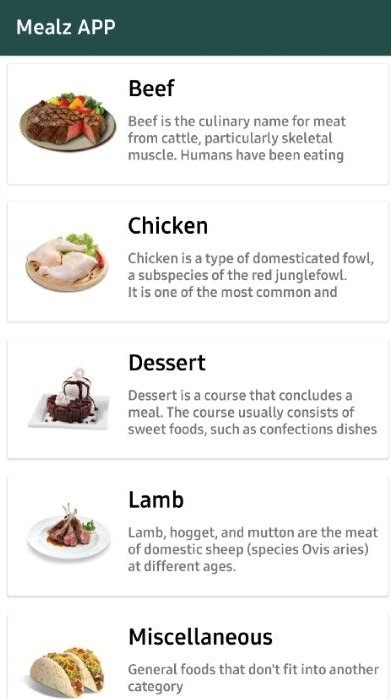 Mealz APP
Beef
Beef is the culinary name for meat
from cattle, particularly skeletal
muscle. Humans have been eating
Chicken
Chicken is a type of domesticated fowl,
a subspecies of the red junglefowl.
It is one of the most common and
Dessert
Dessert is a course that concludes a
meal. The course usually consists of
sweet foods, such as confections dishes
Lamb
Lamb, hogget, and mutton are the meat
of domestic sheep (species Ovis aries)
at different ages.
Miscellaneous
General foods that don't fit into another
category